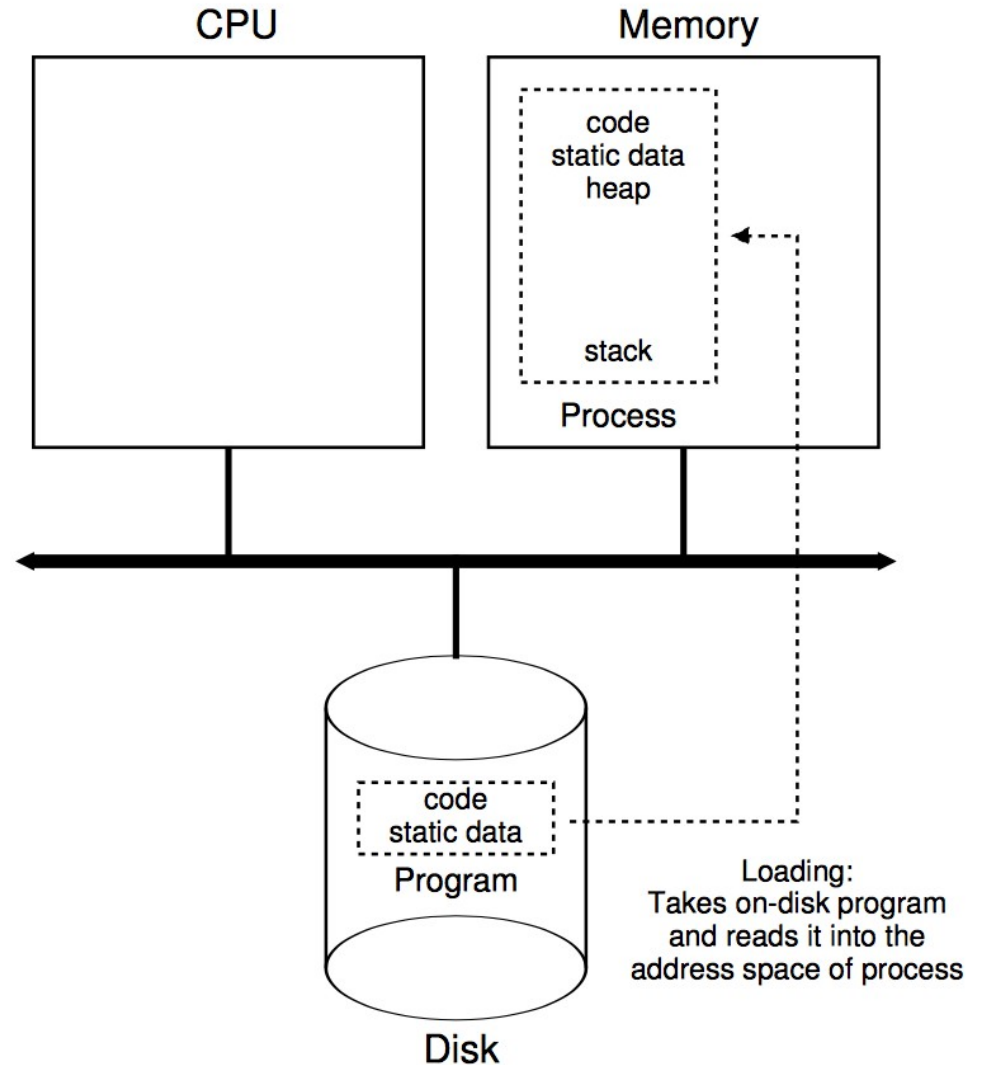 CPU
Memory
code
static data
heap
stack
Process
code
static data
Program
Loading:
Takes on-disk program
and reads it into the
address space of process
Disk